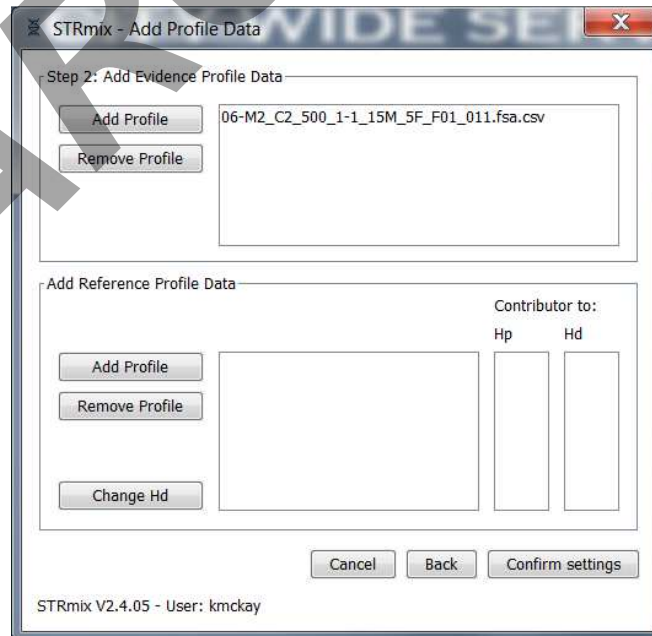 STRmix - Add Profile Data
Step 2: Add Evidence Profile Data
Add Profile
06-M2_C2_500_1-1_15M_5F_F01_011.fsa.csv
Remove Profile
Add Reference Profile Data
Contributor to:
Hp Hd
Add Profile
Remove Profile
Change Hd
Cancel Back Confirm settings
STRmix V2.4.05 - User: kmckay